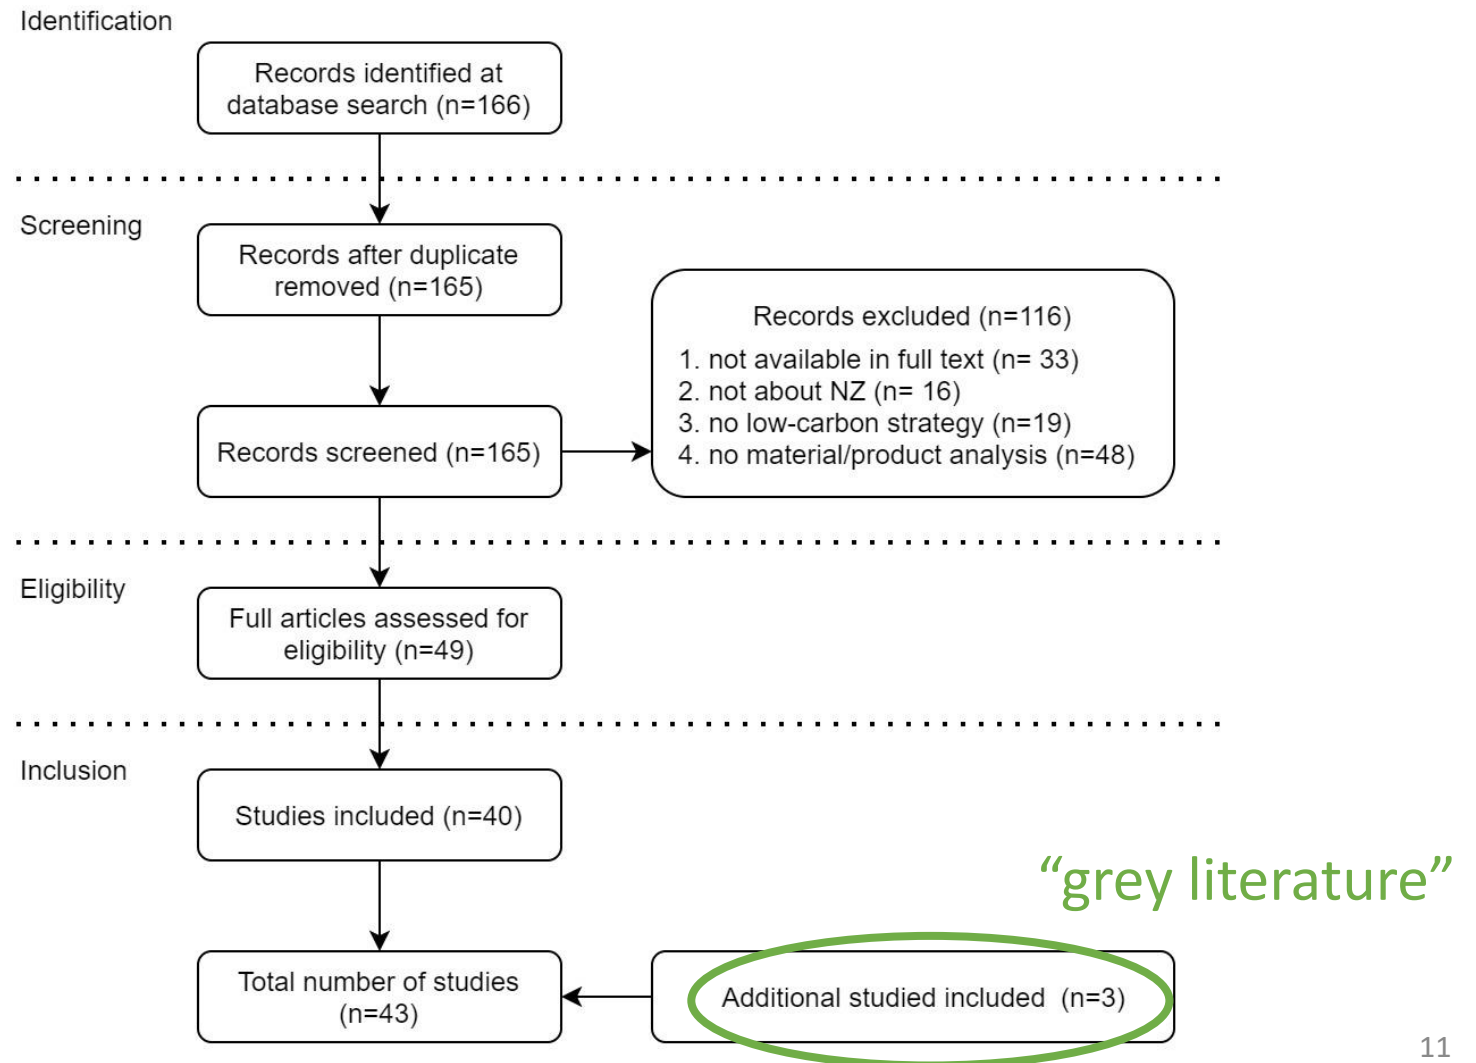 Identification
Records identified at
database search (n=166)
Screening
Records after duplicate
removed (n=165)
Records screened (n=165)
Records excluded (n=116)
1. not available in full text (n= 33)
2. not about NZ (n= 16)
3. no low-carbon strategy (n=19)
4. no material/product analysis (n=48)
Eligibility
Full articles assessed for
eligibility (n=49)
Inclusion
Studies included (n=40)
“grey literature”
Total number of studies
(n=43)
Additional studied included (n=3)
11